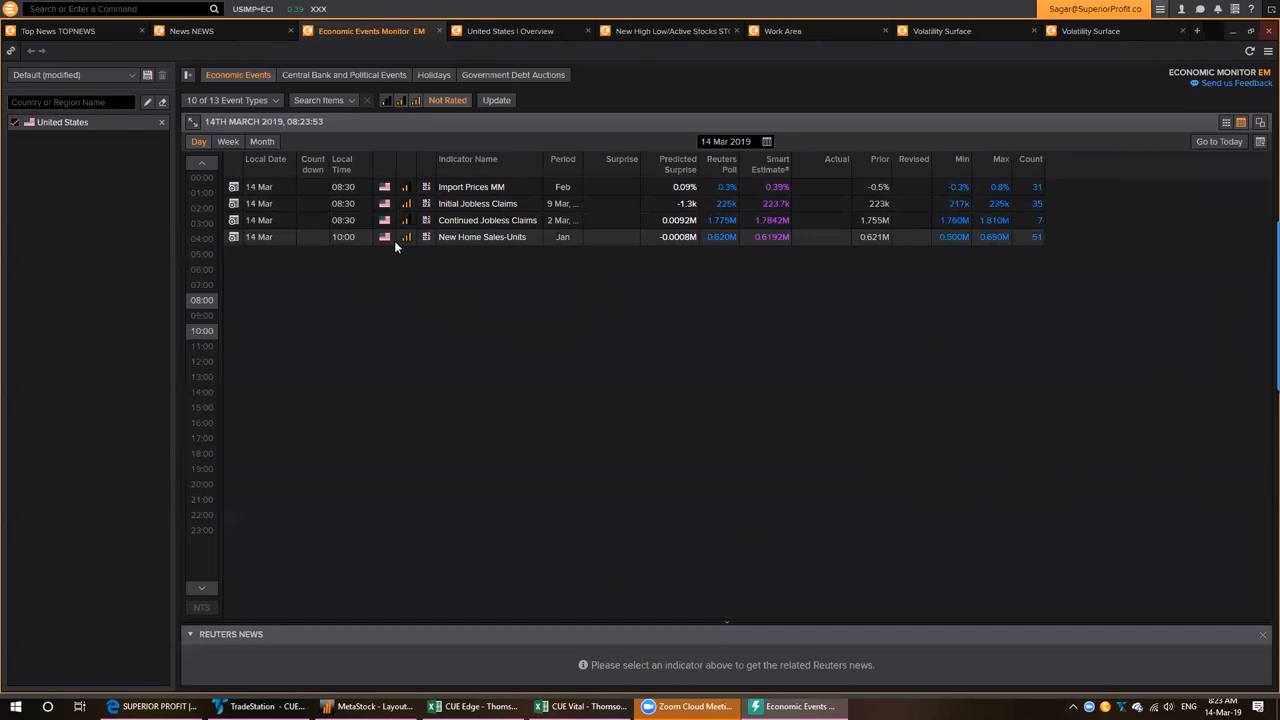 Search or Enter a Command USIMP=ECI 0.39 XXX Sagar@SuperiorProfit.co
Top News TOPNEWS News NEWS Economic Events Monitor EM United States | Overview New High Low/Active Stocks STO Work Area Volatility Surface Volatility Surface
Default (modified) Economic Events Central Bank and Political Events Holidays Government Debt Auctions ECONOMIC MONITOR EM
Send us Feedback
Country or Region Name 10 of 13 Event Types Search Items Not Rated Update
United States 14TH MARCH 2019, 08:23:53
Day Week Month 14 Mar 2019 Go to Today
Local Date Count down Local Time Indicator Name Period Surprise Predicted Surprise Reuters Poll Smart Estimate® Actual Prior Revised Min Max Count
00:00
01:00 14 Mar 08:30 Import Prices MM Feb 0.09% 0.3% 0.39% -0.5% -0.3% 0.8% 31
02:00 14 Mar 08:30 Initial Jobless Claims 9 Mar, ... -1.3k 225k 223.7k 223k 217k 235k 35
03:00 14 Mar 08:30 Continued Jobless Claims 2 Mar, ... 0.0092M 1.775M 1.7842M 1.755M 1.760M 1.810M 7
04:00 14 Mar 10:00 New Home Sales-Units Jan -0.0008M 0.620M 0.6192M 0.621M 0.500M 0.650M 51
05:00
06:00
07:00
08:00
09:00
10:00
11:00
12:00
13:00
14:00
15:00
16:00
17:00
18:00
19:00
20:00
21:00
22:00
23:00
NTS
REUTERS NEWS
Please select an indicator above to get the related Reuters news.
SUPERIOR PROFIT | ... TradeStation - CUE... MetaStock - Layout... CUE Edge - Thoms... CUE Vital - Thomso... Zoom Cloud Meeti... Economic Events ... ENG 8:23 AM
14-Mar-19